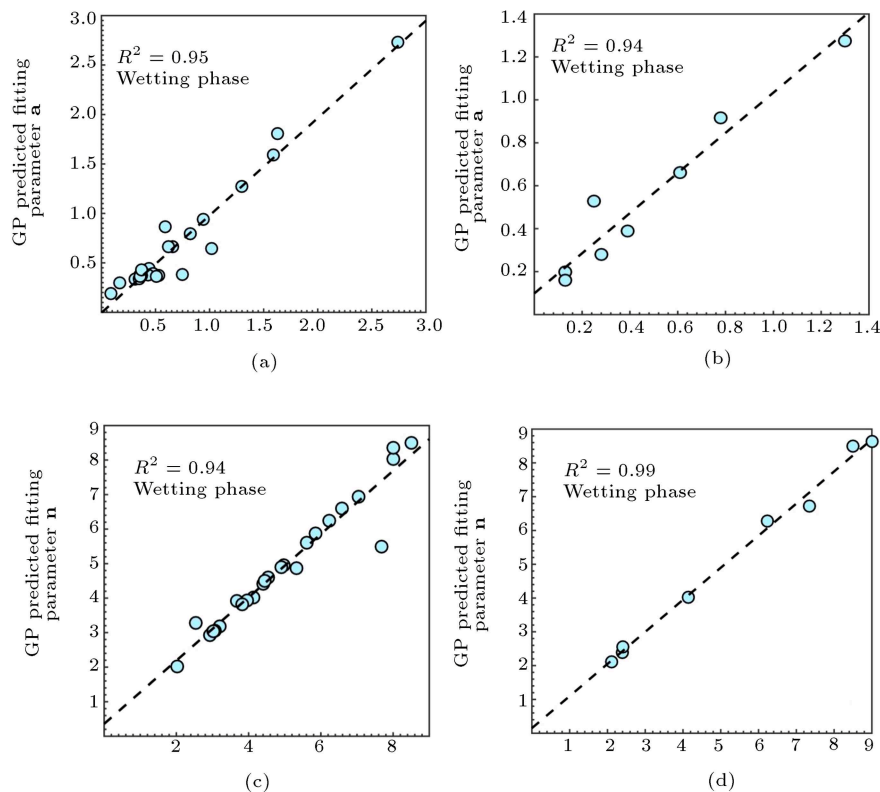 3.0
2.5
2.0
1.5
1.0
0.5
GP predicted fitting
parameter a
R² = 0.95
Wetting phase
0.5 1.0 1.5 2.0 2.5 3.0
(a)
1.4
1.2
1.0
0.8
0.6
0.4
0.2
GP predicted fitting
parameter a
R² = 0.94
Wetting phase
0.2 0.4 0.6 0.8 1.0 1.2 1.4
(b)
9
8
7
6
5
4
3
2
1
GP predicted fitting
parameter n
R² = 0.94
Wetting phase
2 4 6 8
(c)
9
8
7
6
5
4
3
2
1
GP predicted fitting
parameter n
R² = 0.99
Wetting phase
1 2 3 4 5 6 7 8 9
(d)